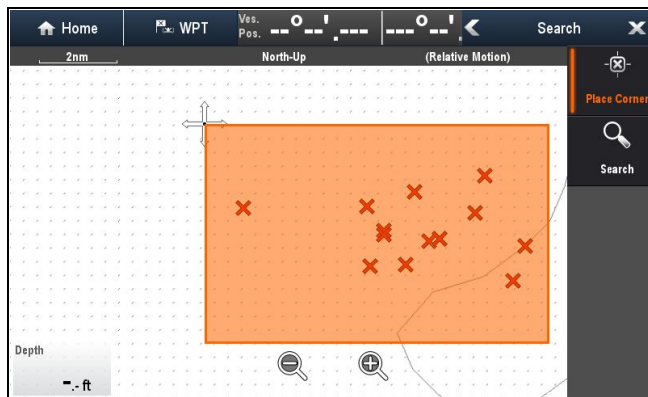 Home
WPT
Ves. Pos. --°--'.--- ---°--'.
Search
2nm
North-Up
(Relative Motion)
Place Corner
Search
Depth
-.- ft